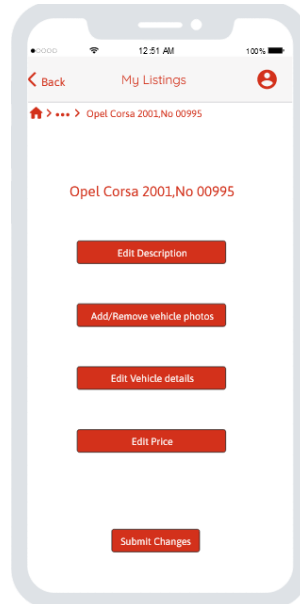 12:51 AM 100%
Back My Listings
> ••• > Opel Corsa 2001,No 00995
Opel Corsa 2001,No 00995
Edit Description
Add/Remove vehicle photos
Edit Vehicle details
Edit Price
Submit Changes